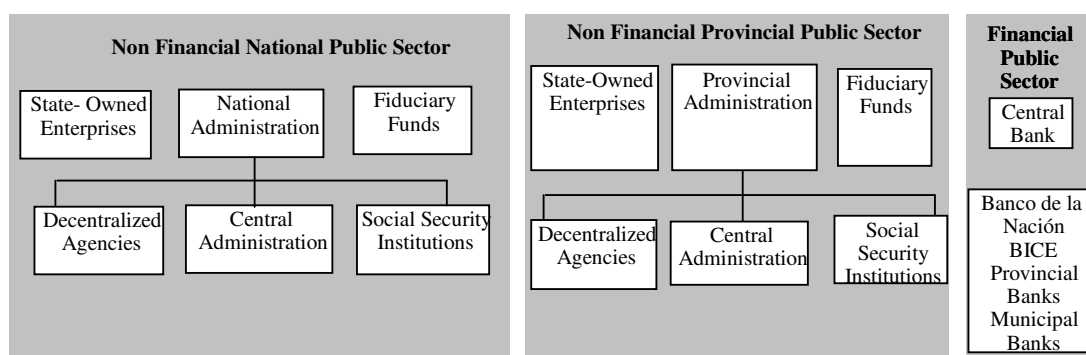 Non Financial National Public Sector
State- Owned
Enterprises
National
Administration
Fiduciary
Funds
Decentralized
Agencies
Central
Administration
Social Security
Institutions
Non Financial Provincial Public Sector
State-Owned
Enterprises
Provincial
Administration
Fiduciary
Funds
Decentralized
Agencies
Central
Administration
Social
Security
Institutions
Financial
Public
Sector
Central
Bank
Banco de la
Nación
BICE
Provincial
Banks
Municipal
Banks